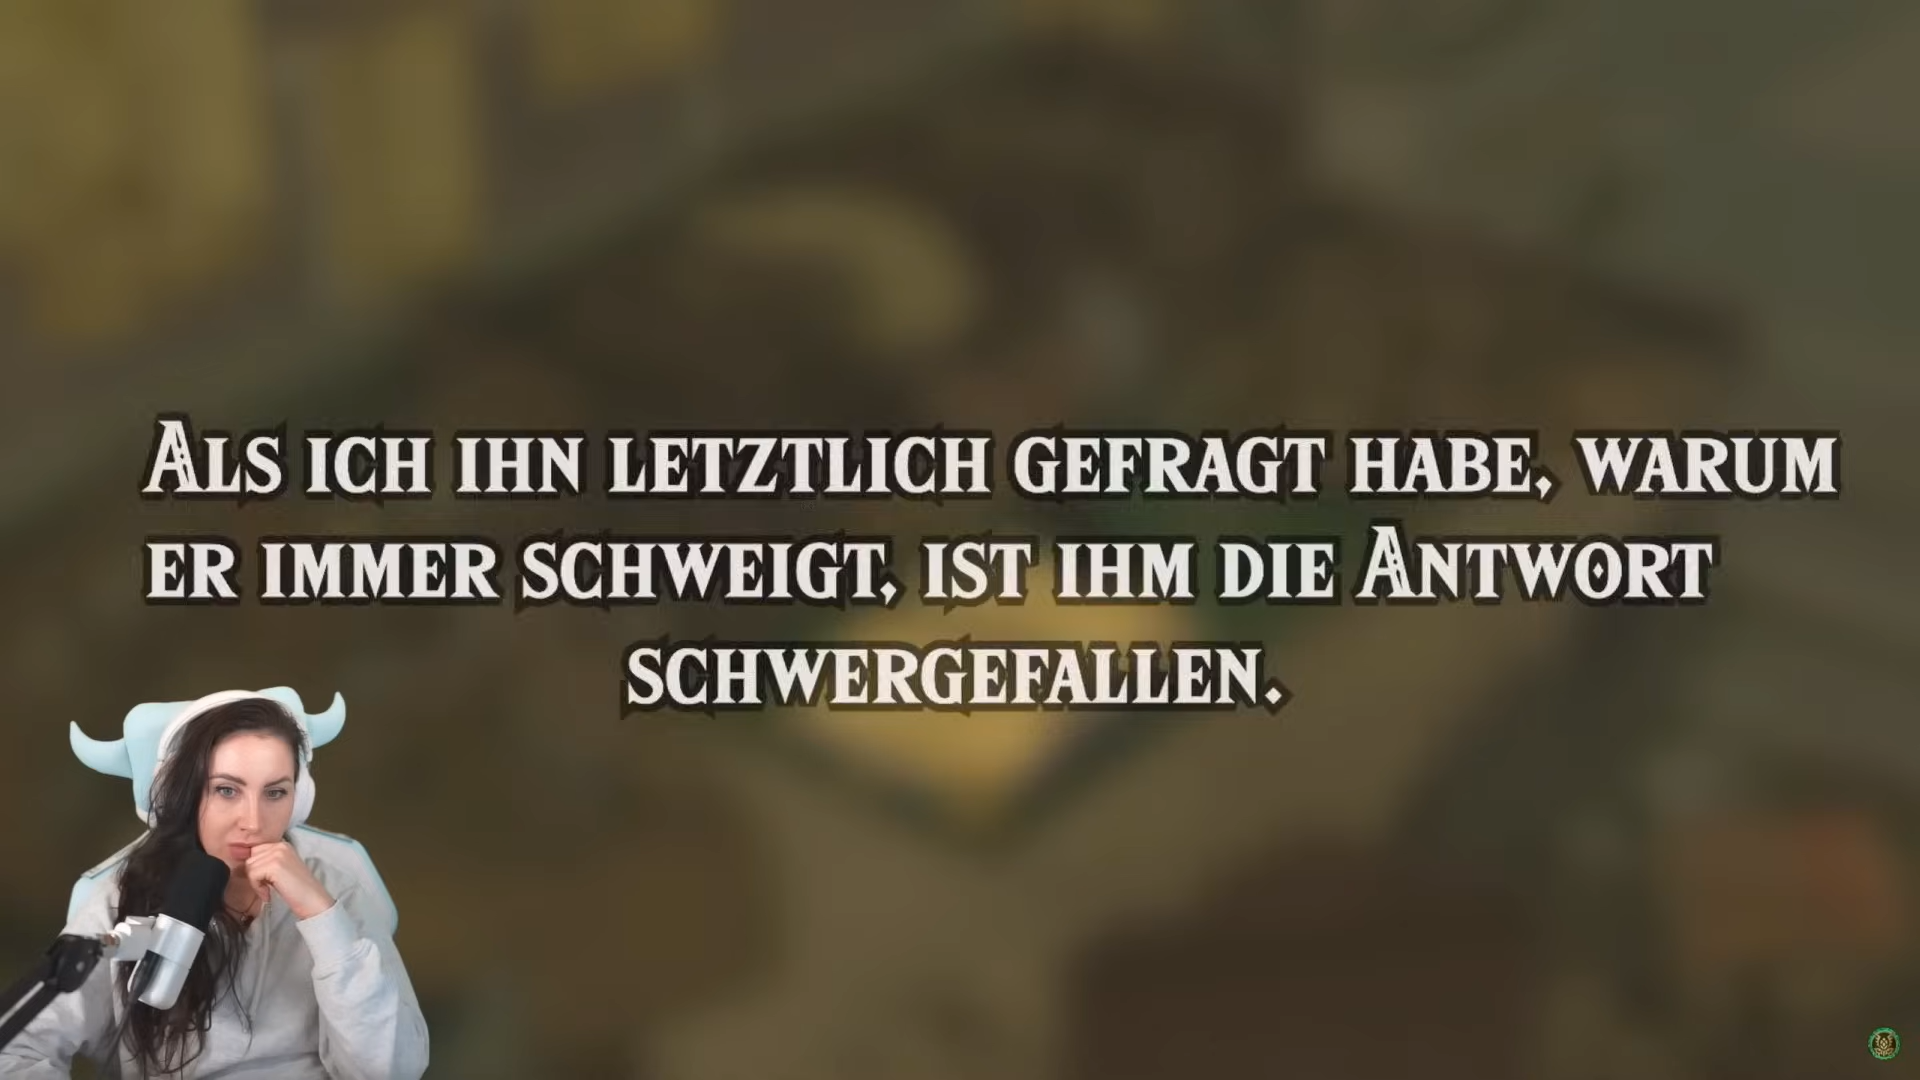 Als ich ihn letztlich gefragt habe, warum
er immer schweigt, ist ihm die Antwort
schwergefallen.